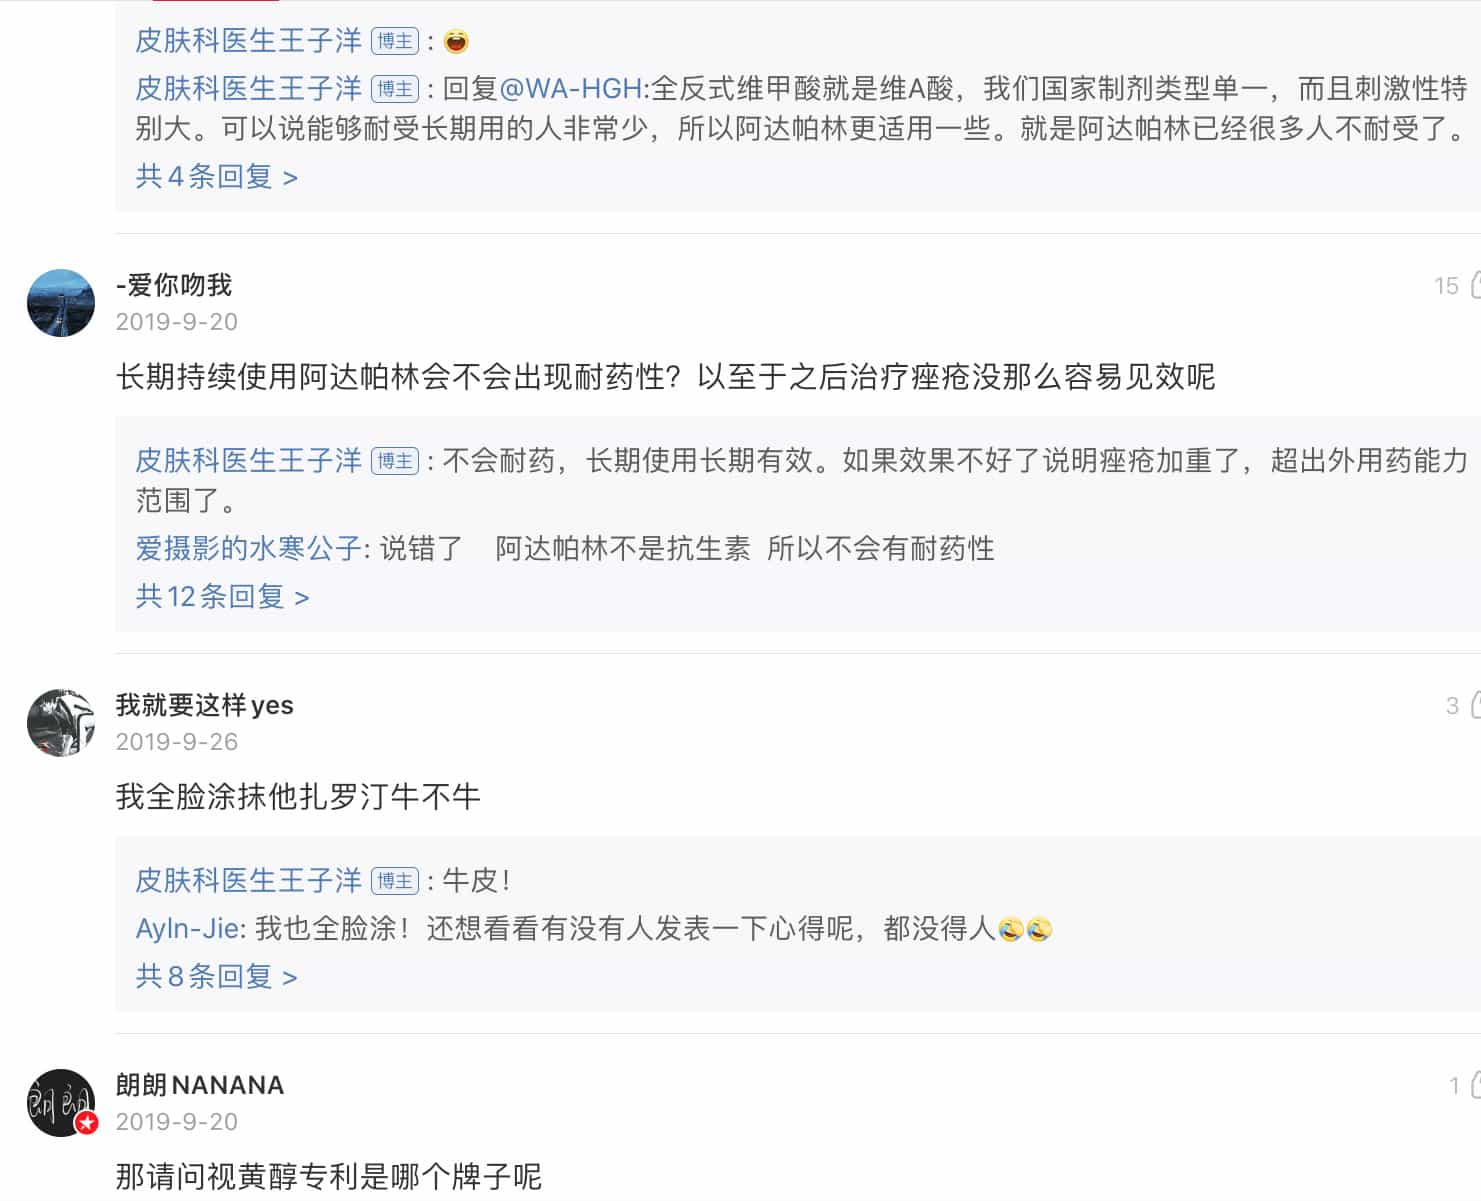 皮肤科医生王子洋 博主 : 😄
皮肤科医生王子洋 博主 : 回复@WA-HGH:全反式维甲酸就是维A酸，我们国家制剂类型单一，而且刺激性特
别大。可以说能够耐受长期用的人非常少，所以阿达帕林更适用一些。就是阿达帕林已经很多人不耐受了。
共4条回复 >
-爱你吻我
15
2019-9-20
长期持续使用阿达帕林会不会出现耐药性？以至于之后治疗痤疮没那么容易见效呢
皮肤科医生王子洋 博主 : 不会耐药，长期使用长期有效。如果效果不好了说明痤疮加重了，超出外用药能力
范围了。
爱摄影的水寒公子: 说错了 阿达帕林不是抗生素 所以不会有耐药性
共12条回复 >
我就要这样yes
3
2019-9-26
我全脸涂抹他扎罗汀牛不牛
皮肤科医生王子洋 博主 : 牛皮！
Ayln-Jie: 我也全脸涂！还想看看有没有人发表一下心得呢，都没得人🤣🤣
共8条回复 >
朗朗NANANA
1
2019-9-20
那请问视黄醇专利是哪个牌子呢
朗朗